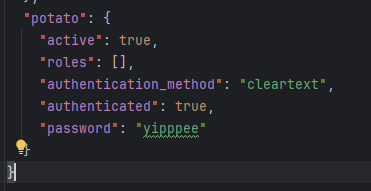 "potato": {
"active": true,
"roles": [],
"authentication_method": "cleartext",
"authenticated": true,
"password": "yipppee"
}
}